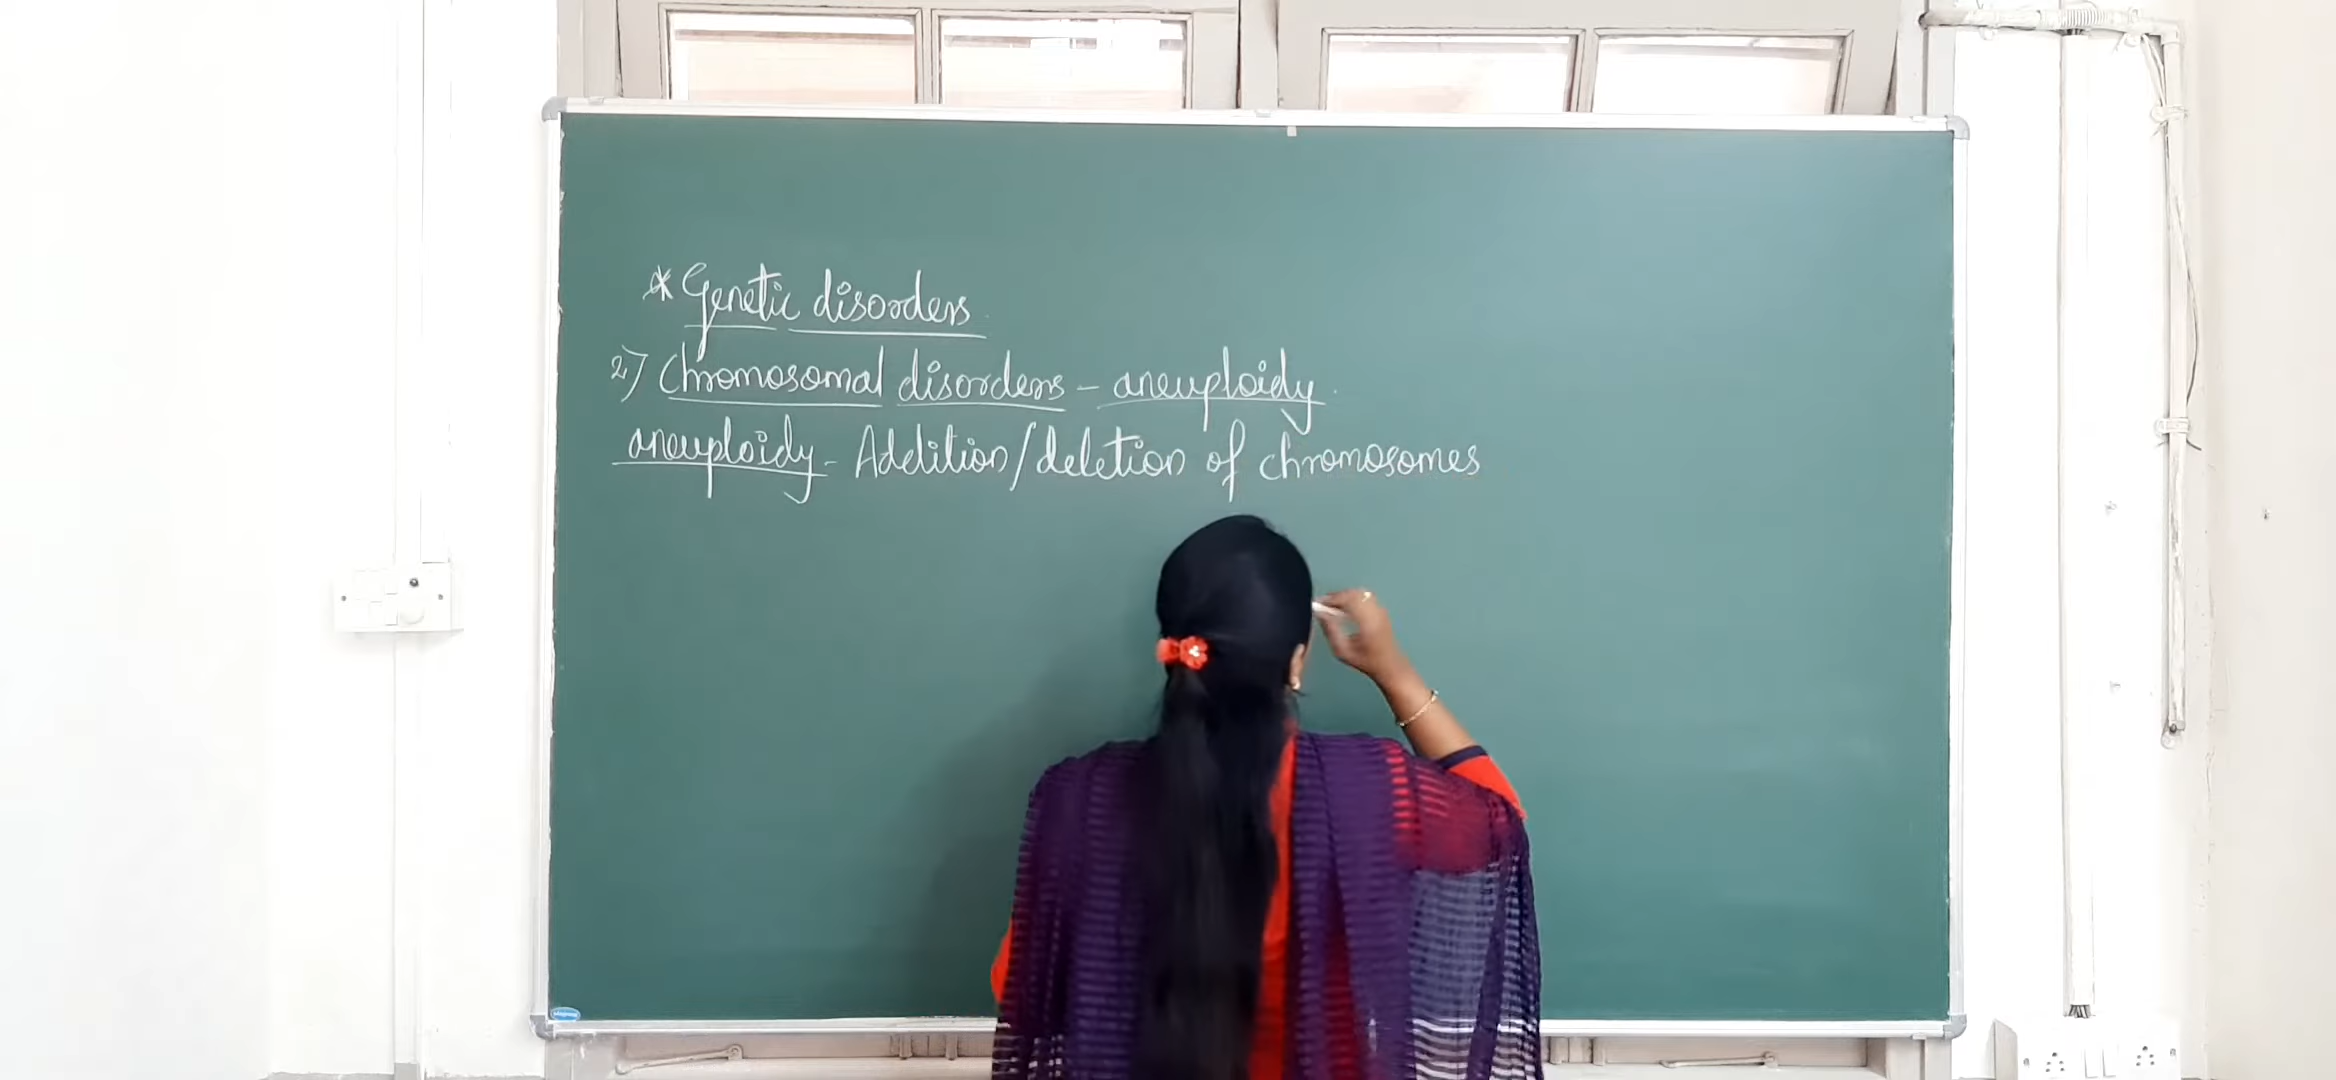 * Genetic disorders
2) Chromosomal disorders - aneuploidy.
aneuploidy - Addition/deletion of chromosomes